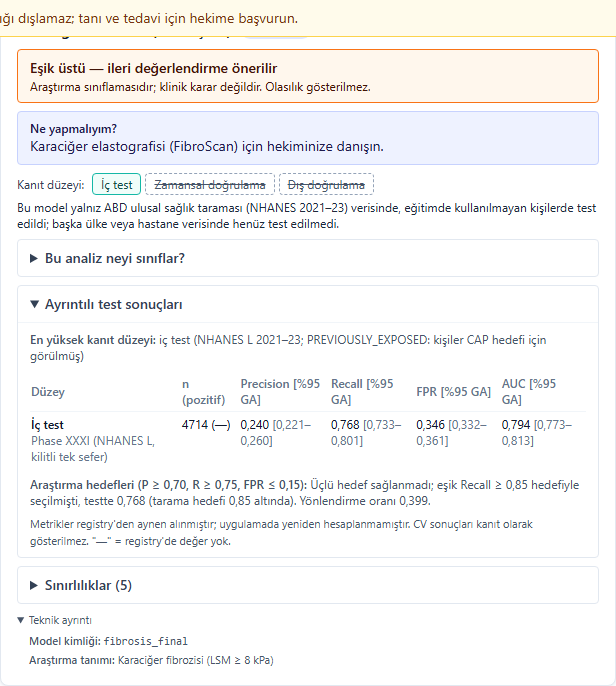 ığı dışlamaz; tanı ve tedavi için hekime başvurun.
Eşik üstü — ileri değerlendirme önerilir
Araştırma sınıflamasıdır; klinik karar değildir. Olasılık gösterilmez.
Ne yapmalıyım?
Karaciğer elastografisi (FibroScan) için hekiminize danışın.
Kanıt düzeyi: İç test Zamansal doğrulama Dış doğrulama
Bu model yalnız ABD ulusal sağlık taraması (NHANES 2021–23) verisinde, eğitimde kullanılmayan kişilerde test
edildi; başka ülke veya hastane verisinde henüz test edilmedi.
▶ Bu analiz neyi sınıflar?
▼ Ayrıntılı test sonuçları
En yüksek kanıt düzeyi: iç test (NHANES L 2021–23; PREVIOUSLY_EXPOSED: kişiler CAP hedefi için
görülmüş)
Düzey n (pozitif) Precision [%95 GA] Recall [%95 GA] FPR [%95 GA] AUC [%95 GA]
İç test 4714 (—) 0,240 [0,221–0,260] 0,768 [0,733–0,801] 0,346 [0,332–0,361] 0,794 [0,773–0,813]
Phase XXXI (NHANES L,
kilitli tek sefer)
Araştırma hedefleri (P ≥ 0,70, R ≥ 0,75, FPR ≤ 0,15): Üçlü hedef sağlanmadı; eşik Recall ≥ 0,85 hedefiyle
seçilmişti, testte 0,768 (tarama hedefi 0,85 altında). Yönlendirme oranı 0,399.
Metrikler registry'den aynen alınmıştır; uygulamada yeniden hesaplanmamıştır. CV sonuçları kanıt olarak
gösterilmez. "—" = registry'de değer yok.
▶ Sınırlılıklar (5)
▼ Teknik ayrıntı
Model kimliği: fibrosis_final
Araştırma tanımı: Karaciğer fibrozisi (LSM ≥ 8 kPa)